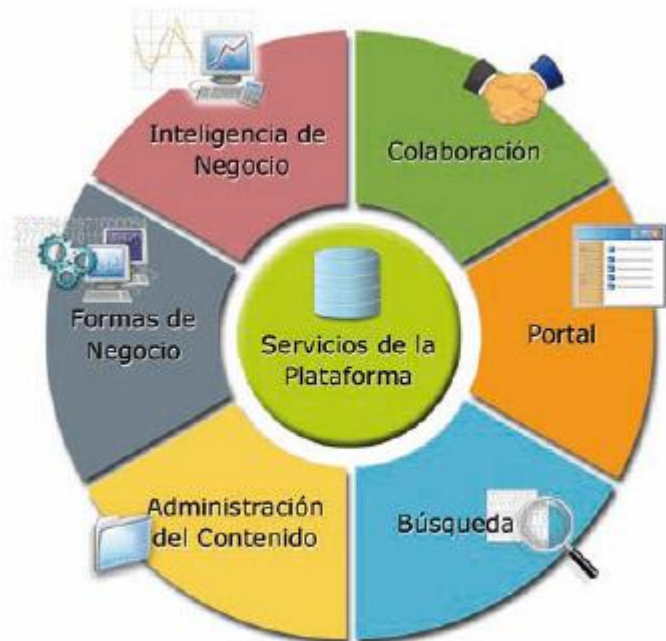 Inteligencia de
Negocio
Colaboración
Formas de
Negocio
Servicios de la
Plataforma
Portal
Administración
del Contenido
Búsqueda